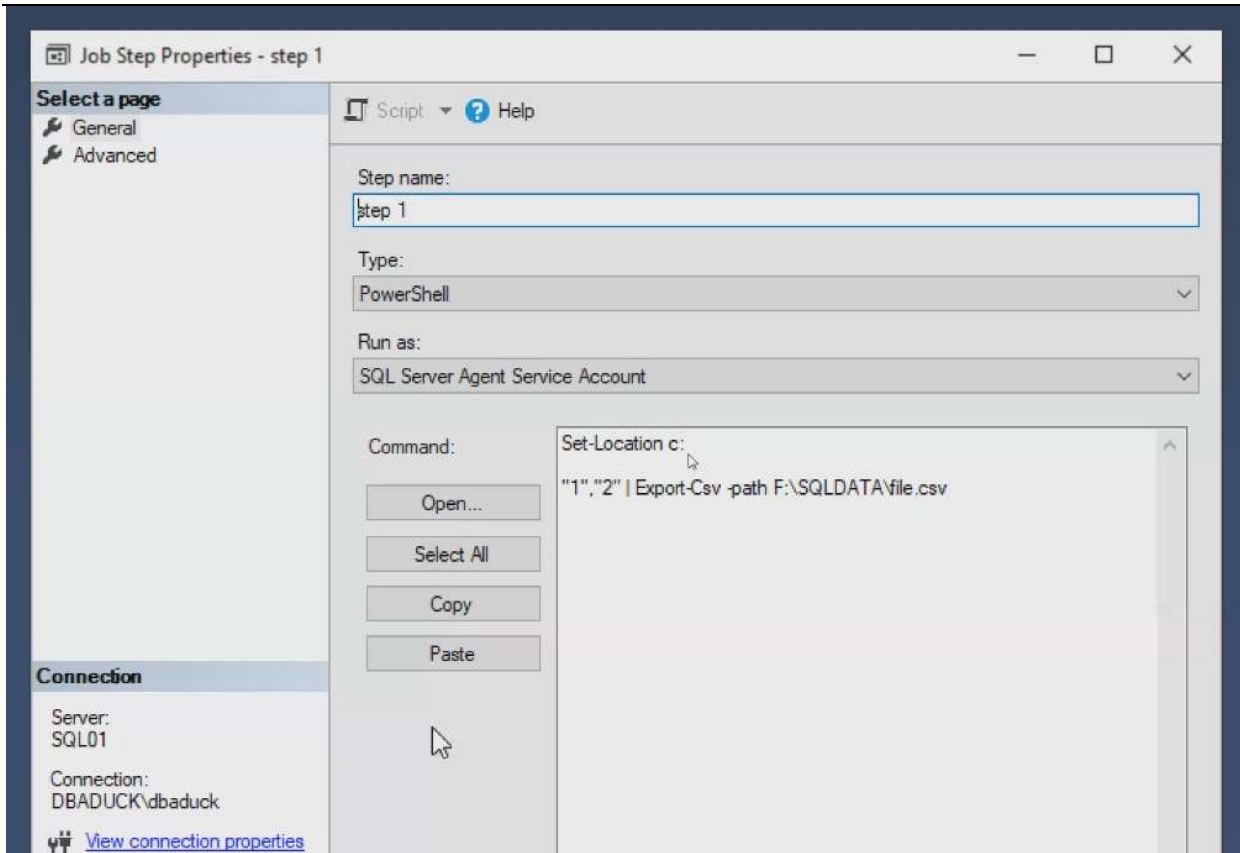 Job Step Properties - step 1
Select a page
General
Advanced
Script
Help
Step name:
step 1
Type:
PowerShell
Run as:
SQL Server Agent Service Account
Command:
Open...
Select All
Copy
Paste
Set-Location c:
"1","2" | Export-Csv -path F:\SQLDATA\file.csv
Connection
Server:
SQL01
Connection:
DBADUCK\dbaduck
View connection properties